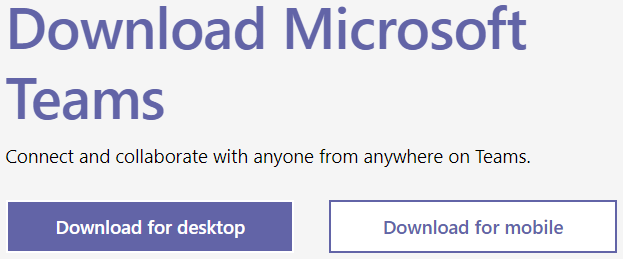 Download Microsoft
Teams
Connect and collaborate with anyone from anywhere on Teams.
Download for desktop
Download for mobile